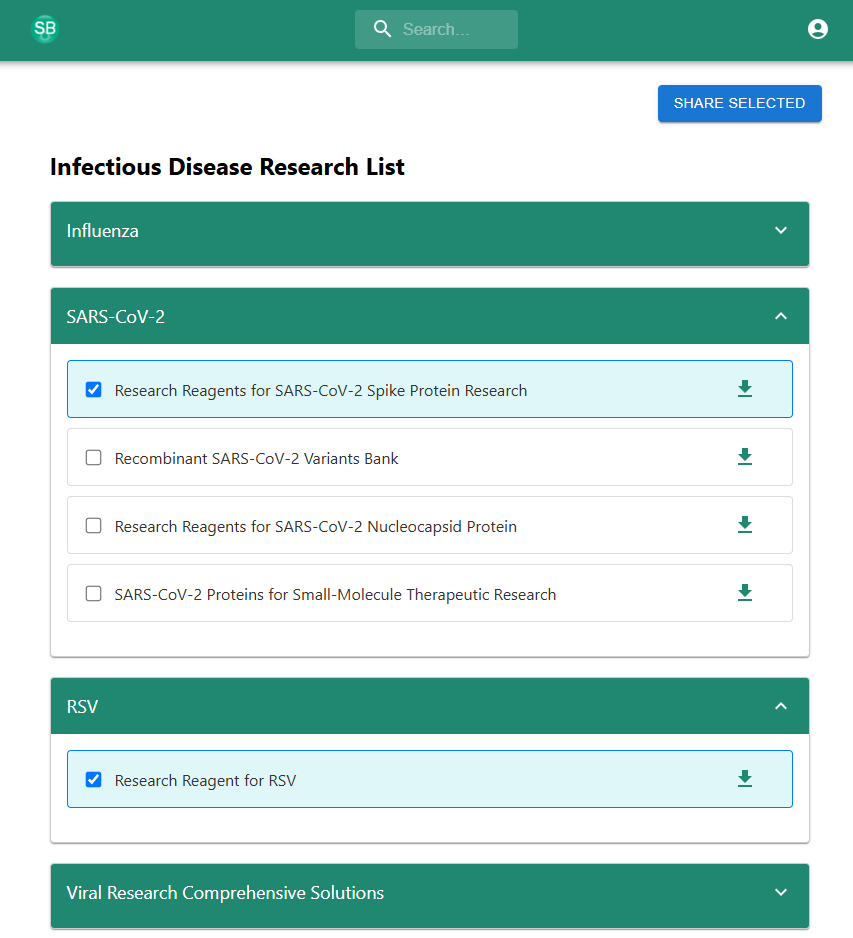 SB
Search...
SHARE SELECTED
Infectious Disease Research List
Influenza
SARS-CoV-2
Research Reagents for SARS-CoV-2 Spike Protein Research
Recombinant SARS-CoV-2 Variants Bank
Research Reagents for SARS-CoV-2 Nucleocapsid Protein
SARS-CoV-2 Proteins for Small-Molecule Therapeutic Research
RSV
Research Reagent for RSV
Viral Research Comprehensive Solutions